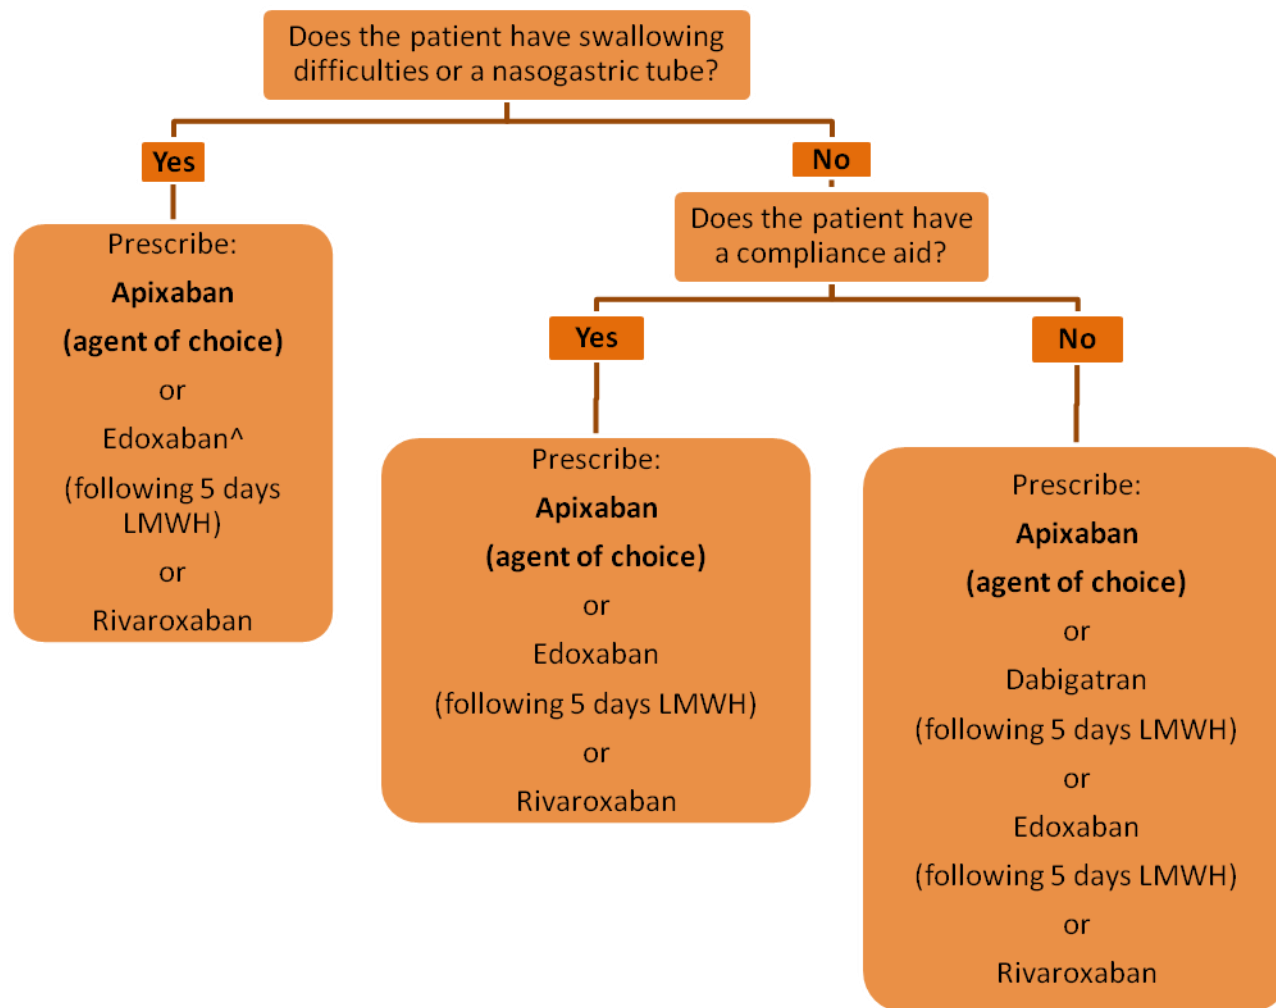 Does the patient have swallowing
difficulties or a nasogastric tube?
Yes
No
Prescribe:
Apixaban
(agent of choice)
or
Edoxaban^
(following 5 days
LMWH)
or
Rivaroxaban
Does the patient have
a compliance aid?
Yes
No
Prescribe:
Apixaban
(agent of choice)
or
Edoxaban
(following 5 days LMWH)
or
Rivaroxaban
Prescribe:
Apixaban
(agent of choice)
or
Dabigatran
(following 5 days LMWH)
or
Edoxaban
(following 5 days LMWH)
or
Rivaroxaban